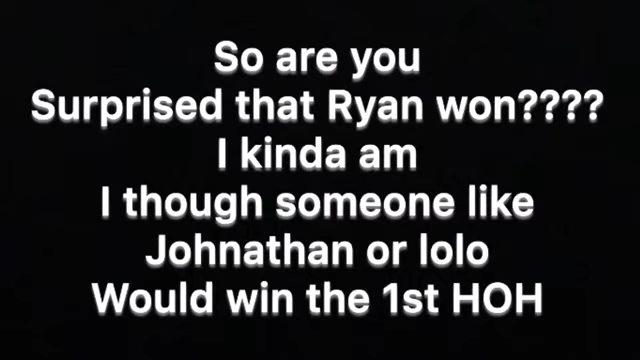 So are you
Surprised that Ryan won????
I kinda am
I though someone like
Johnathan or lolo
Would win the 1st HOH